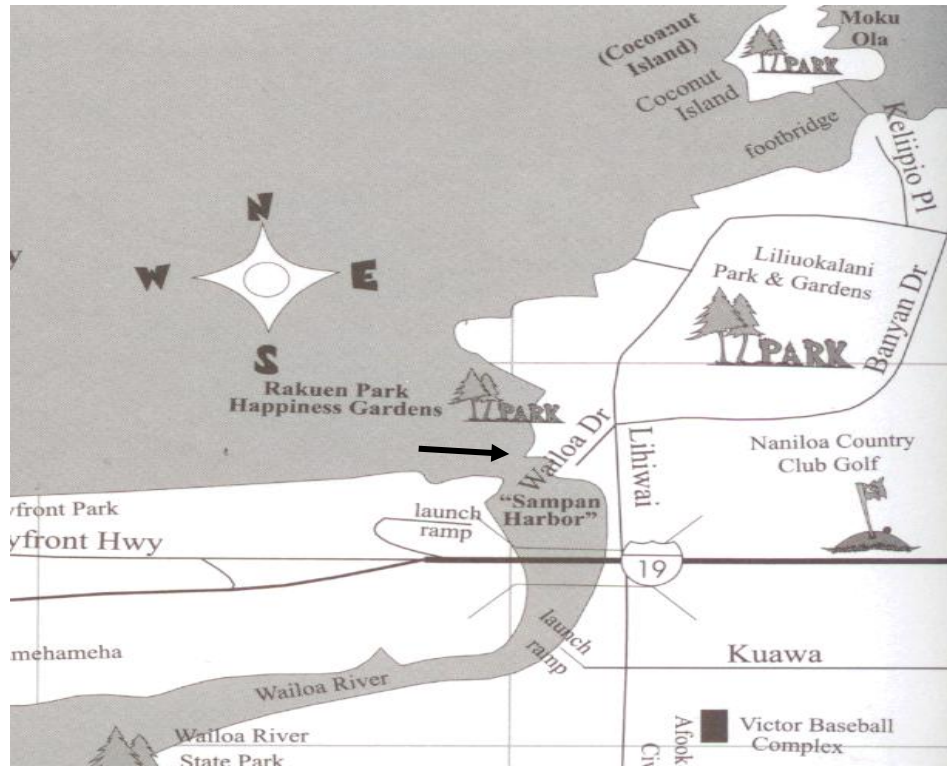 Moku
Ola
(Cocoanut
Island)
Coconut
Island
PARK
footbridge
Keliipio Pl
N
W
E
S
Liliuokalani
Park & Gardens
PARK
Banyan Dr
Rakuen Park
Happiness Gardens
PARK
Wailoa Dr
Lihiwai
Naniloa Country
Club Golf
"Sampan
Harbor"
launch
ramp
yfront Park
yfront Hwy
19
launch
ramp
Kuawa
mehameha
Wailoa River
Wailoa River
State Park
Afook
Civ
Victor Baseball
Complex